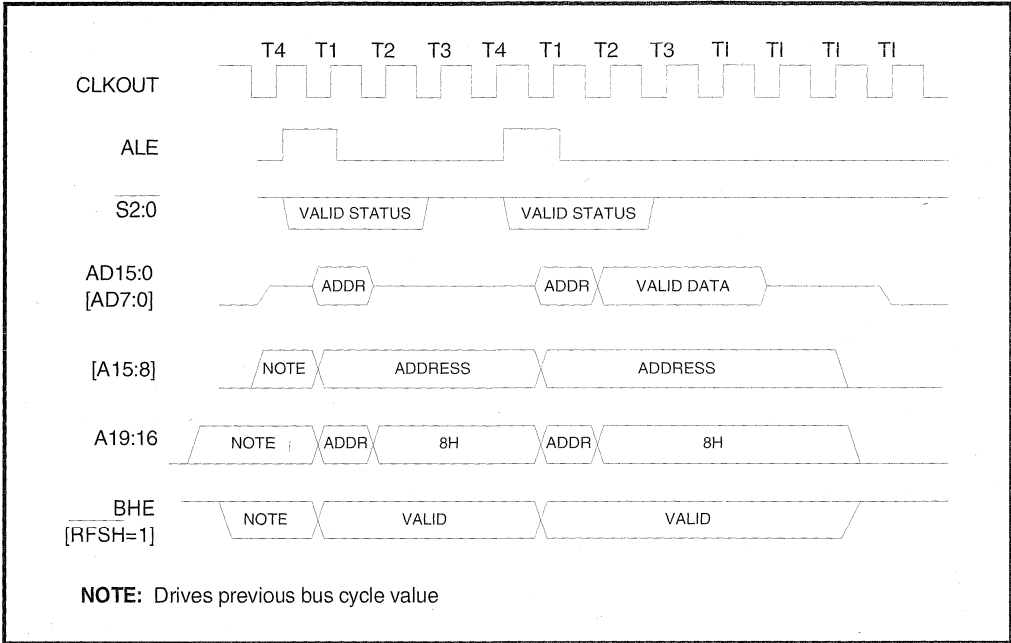 T4 T1 T2 T3 T4 T1 T2 T3 TI TI TI TI
CLKOUT
ALE
S2:0
VALID STATUS VALID STATUS
AD15:0
[AD7:0]
ADDR ADDR VALID DATA
[A15:8]
NOTE ADDRESS ADDRESS
A19:16
NOTE ADDR 8H ADDR 8H
BHE
[RFSH=1]
NOTE VALID VALID
NOTE: Drives previous bus cycle value